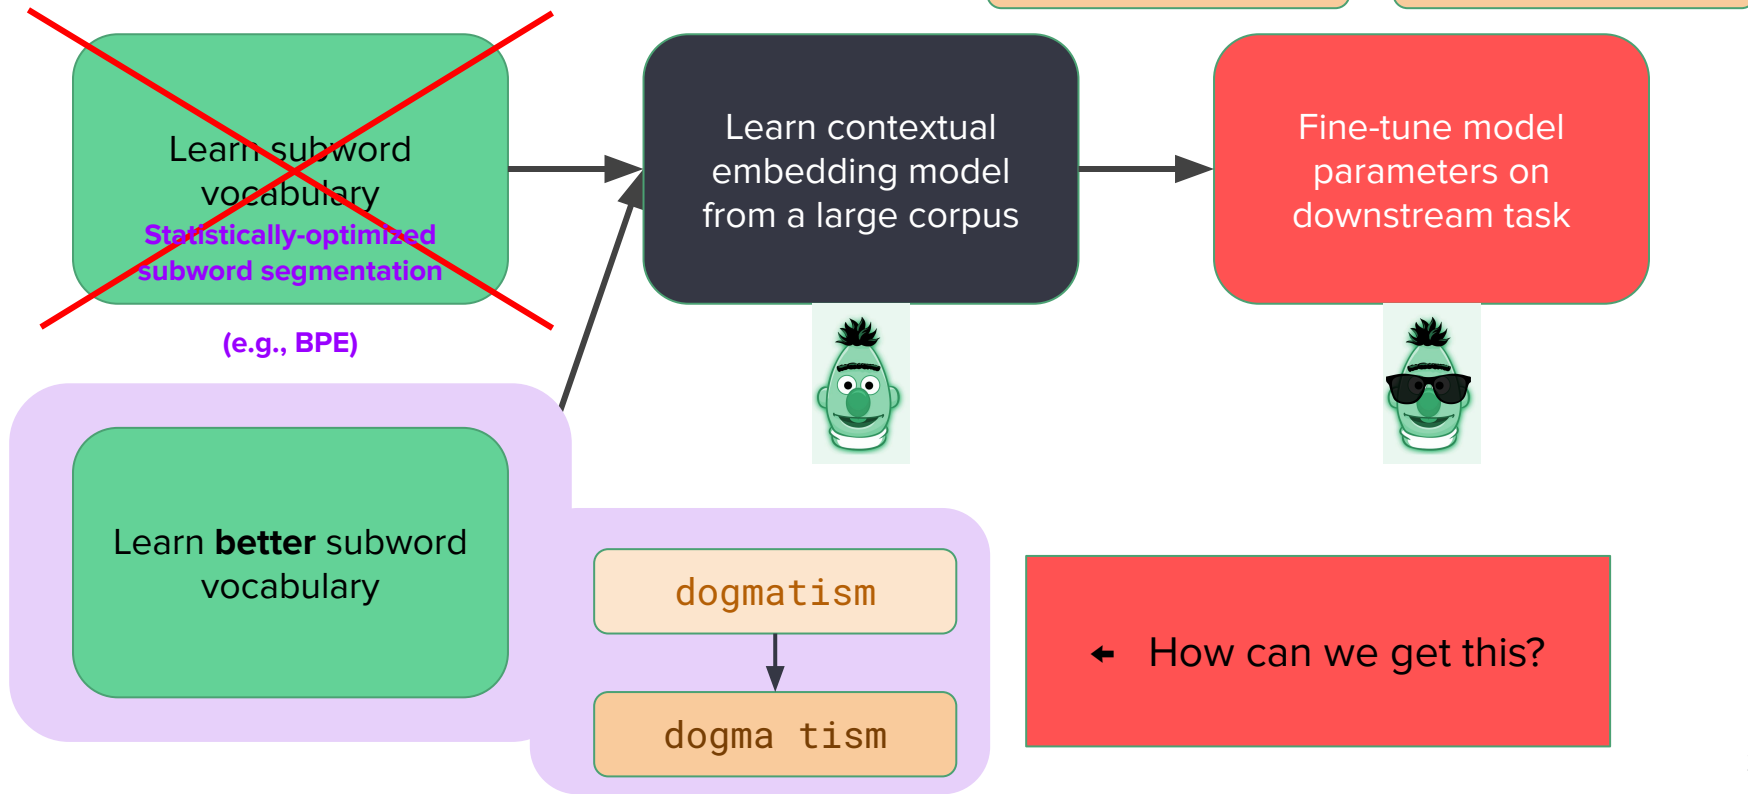 Learn subword
vocabulary
Statistically-optimized
subword segmentation
(e.g., BPE)
Learn contextual
embedding model
from a large corpus
Fine-tune model
parameters on
downstream task
Learn better subword
vocabulary
dogmatism
dogma tism
← How can we get this?